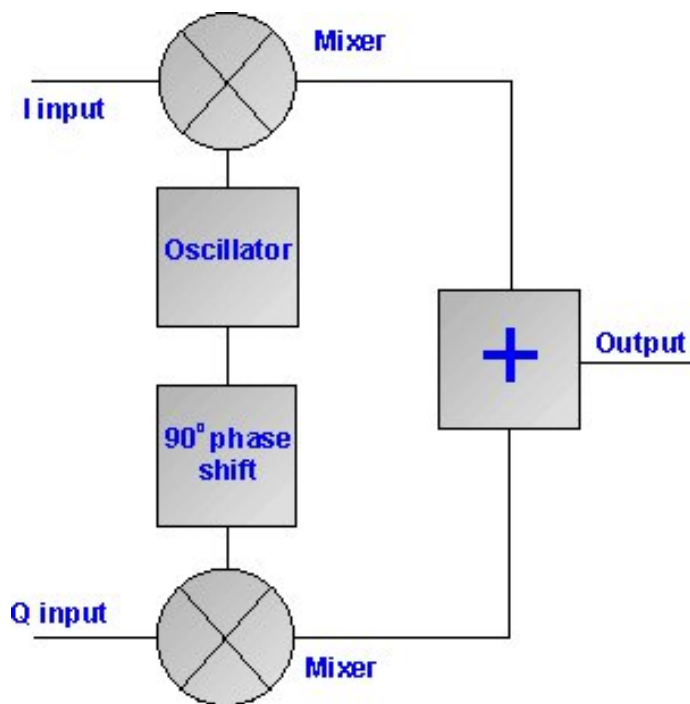 Mixer
I input
Oscillator
+
Output
90° phase
shift
Q input
Mixer